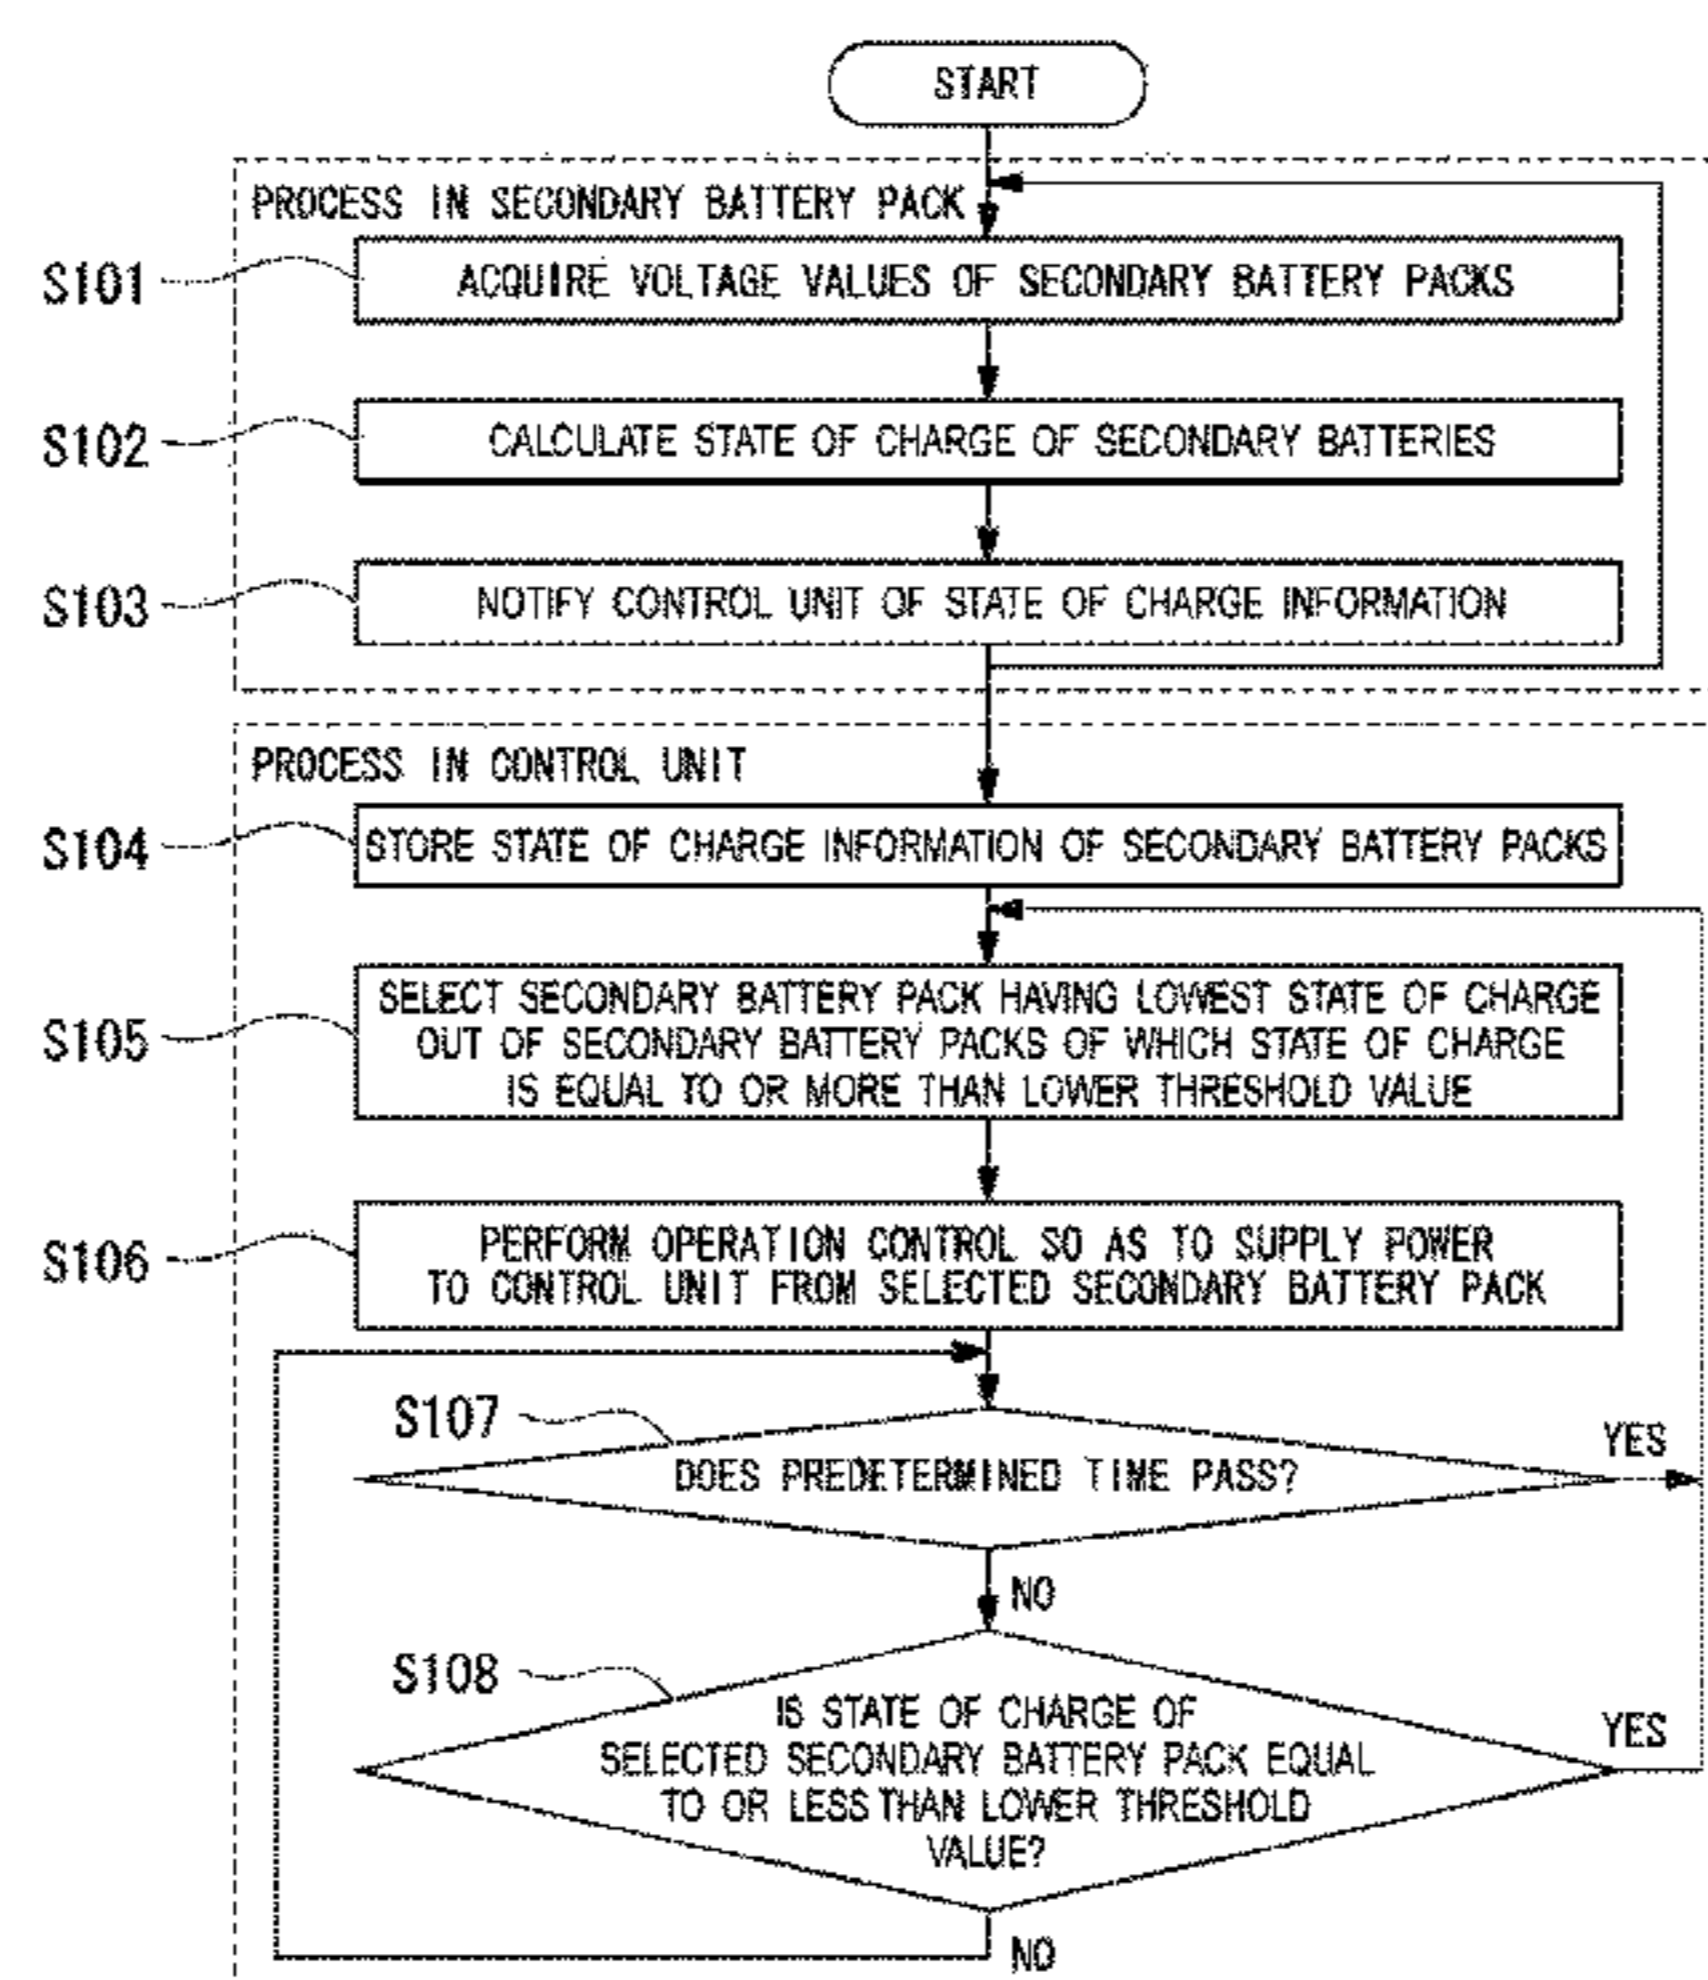 START
PROCESS IN SECONDARY BATTERY PACK
S101
ACQUIRE VOLTAGE VALUES OF SECONDARY BATTERY PACKS
S102
CALCULATE STATE OF CHARGE OF SECONDARY BATTERIES
S103
NOTIFY CONTROL UNIT OF STATE OF CHARGE INFORMATION
PROCESS IN CONTROL UNIT
S104
STORE STATE OF CHARGE INFORMATION OF SECONDARY BATTERY PACKS
S105
SELECT SECONDARY BATTERY PACK HAVING LOWEST STATE OF CHARGE
OUT OF SECONDARY BATTERY PACKS OF WHICH STATE OF CHARGE
IS EQUAL TO OR MORE THAN LOWER THRESHOLD VALUE
S106
PERFORM OPERATION CONTROL SO AS TO SUPPLY POWER
TO CONTROL UNIT FROM SELECTED SECONDARY BATTERY PACK
S107
DOES PREDETERMINED TIME PASS?
YES
NO
S108
IS STATE OF CHARGE OF
SELECTED SECONDARY BATTERY PACK EQUAL
TO OR LESS THAN LOWER THRESHOLD
VALUE?
YES
NO